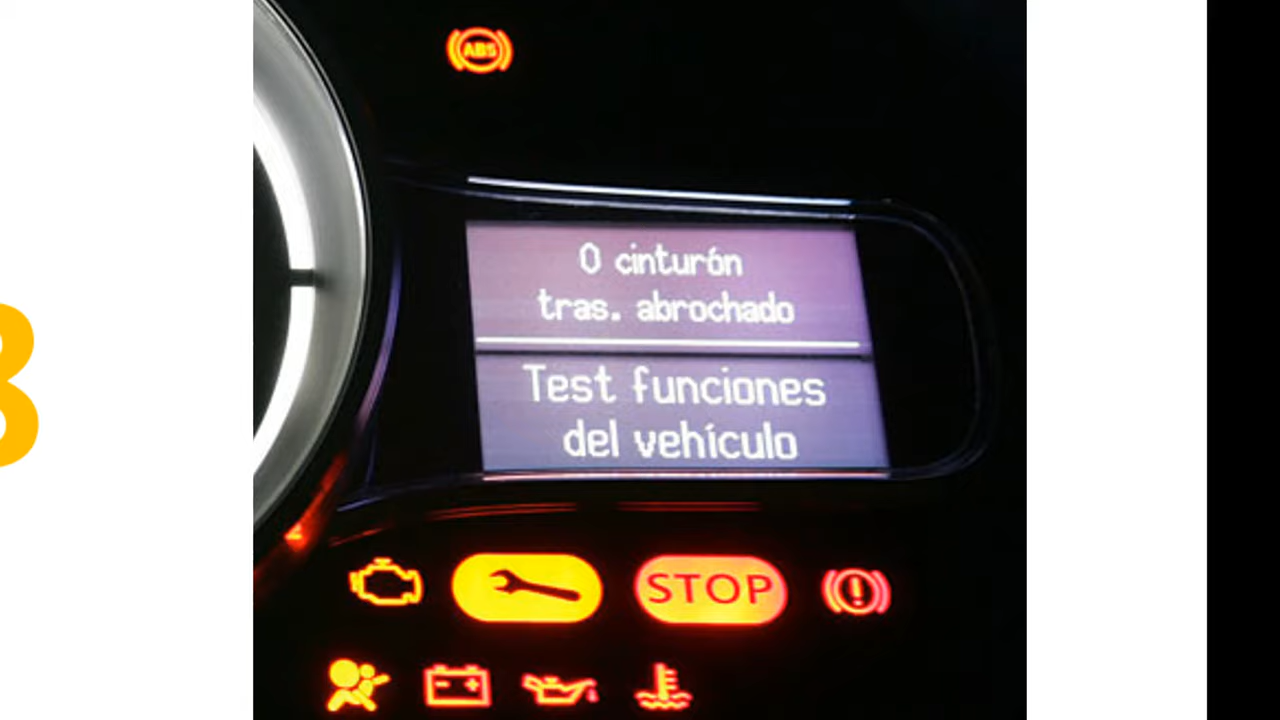 ABS
0 cinturón
tras. abrochado
Test funciones
del vehículo
STOP